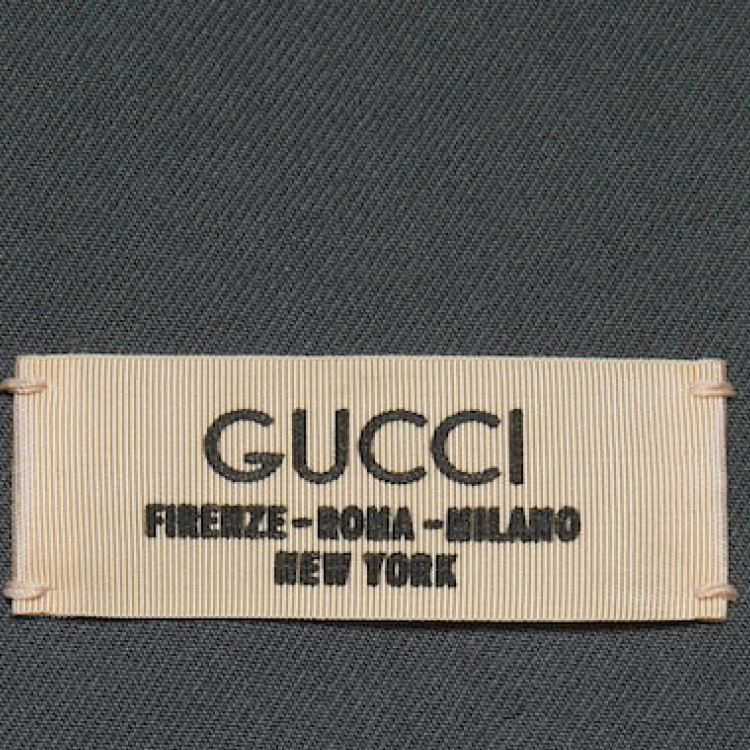 GUCCI
FIRENZE - ROMA - MILANO
NEW YORK